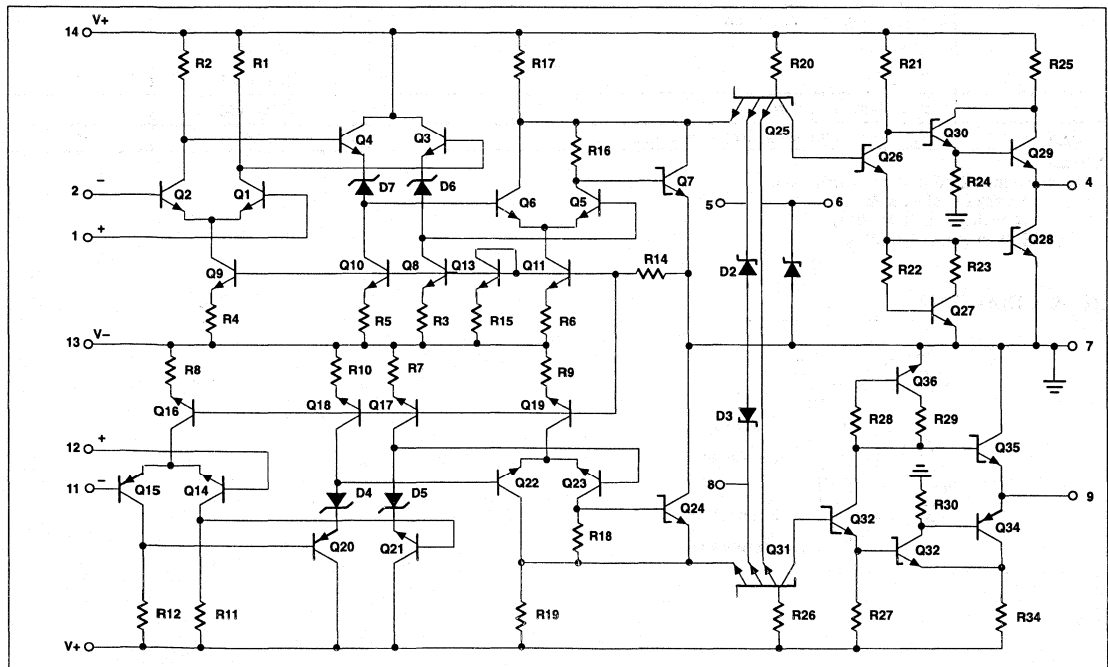 14 V+
R2 R1 R17 R20 R21 R25
Q4 Q3 R16 Q25 Q30
Q26 Q29
2 − Q2 Q1 D7 D6 Q7 R24 4
Q6 Q5 5 6
1 + Q28
Q9 Q10 Q8 Q13 Q11 R14 D2 R22 R23
R4 R5 R3 R15 R6 Q27
13 V− 7
R8 R10 R7 R9 Q36
Q16 Q18 Q17 Q19 R28 R29
12 + D3 Q35
11 − Q15 Q14 Q22 Q23 8
D4 D5 Q24 R30 9
Q20 Q21 R18 Q31 Q32 Q32 Q34
R12 R11 R19 R26 R27 R34
V+